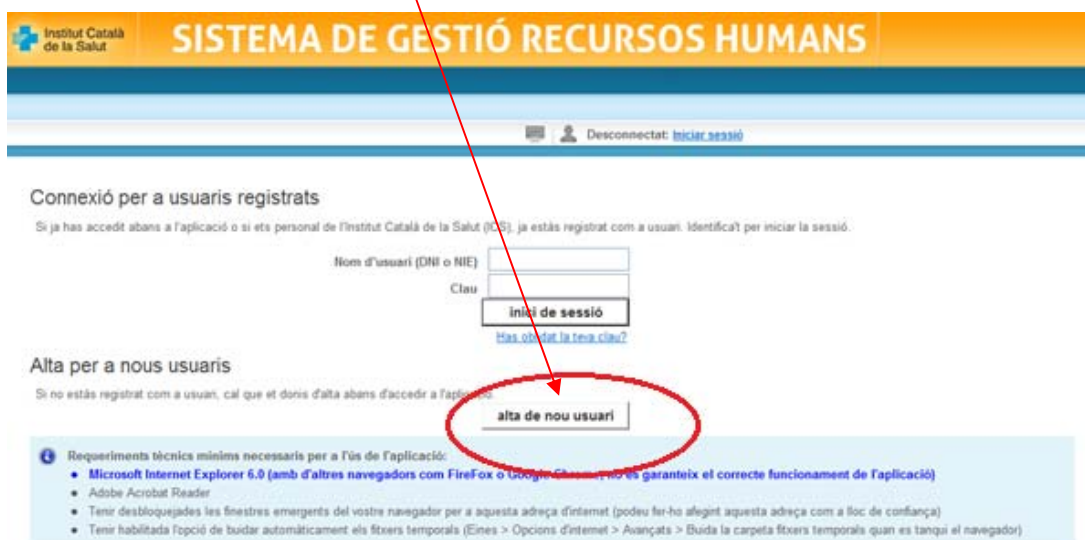 Institut Català
de la Salut
SISTEMA DE GESTIÓ RECURSOS HUMANS
Desconnectat: Iniciar sessió
Connexió per a usuaris registrats
Si ja has accedit abans a l'aplicació o si ets personal de l'Institut Català de la Salut (ICS), ja estàs registrat com a usuari. Identifica't per iniciar la sessió.
Nom d'usuari (DNI o NIE)
Clau
inici de sessió
Has oblidat la teva clau?
Alta per a nous usuaris
Si no estàs registrat com a usuari, cal que et donis d'alta abans d'accedir a l'aplicació.
alta de nou usuari
Requeriments tècnics mínims necessaris per a l'ús de l'aplicació:
• Microsoft Internet Explorer 6.0 (amb d'altres navegadors com FireFox o Google Chrome, no es garanteix el correcte funcionament de l'aplicació)
• Adobe Acrobat Reader
• Tenir desbloquejades les finestres emergents del vostre navegador per a aquesta adreça d'internet (podeu fer-ho afegint aquesta adreça com a lloc de confiança)
• Tenir habilitada l'opció de buidar automàticament els fitxers temporals (Eines > Opcions d'internet > Avançats > Buida la carpeta fitxers temporals quan es tanqui el navegador)